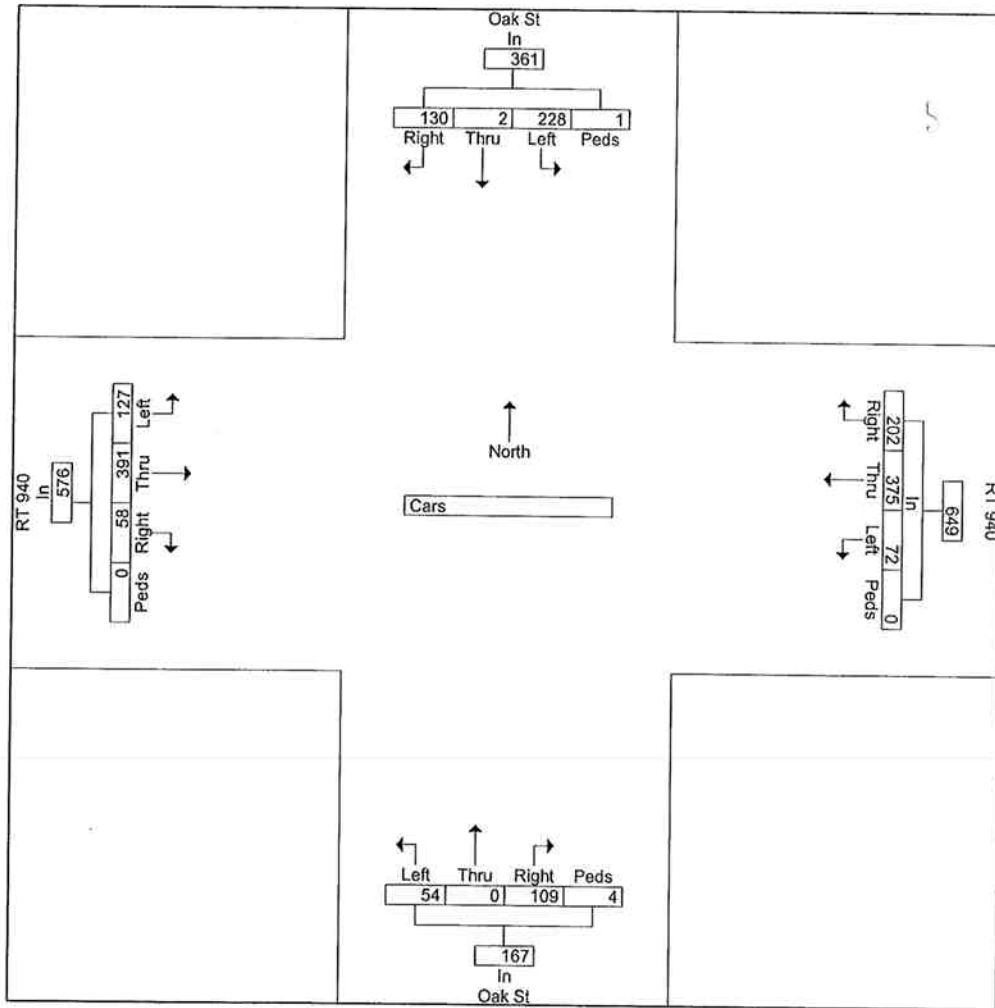 Oak St
In
361
130 2 228 1
Right Thru Left Peds
RT 940
In
576
127 391 58 0
Left Thru Right Peds
North
Cars
Right Thru Left Peds
202 375 72 0
In
649
RT 940
Left Thru Right Peds
54 0 109 4
167
In
Oak St